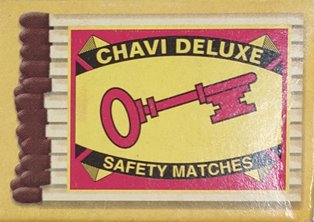 CHAVI DELUXE
SAFETY MATCHES